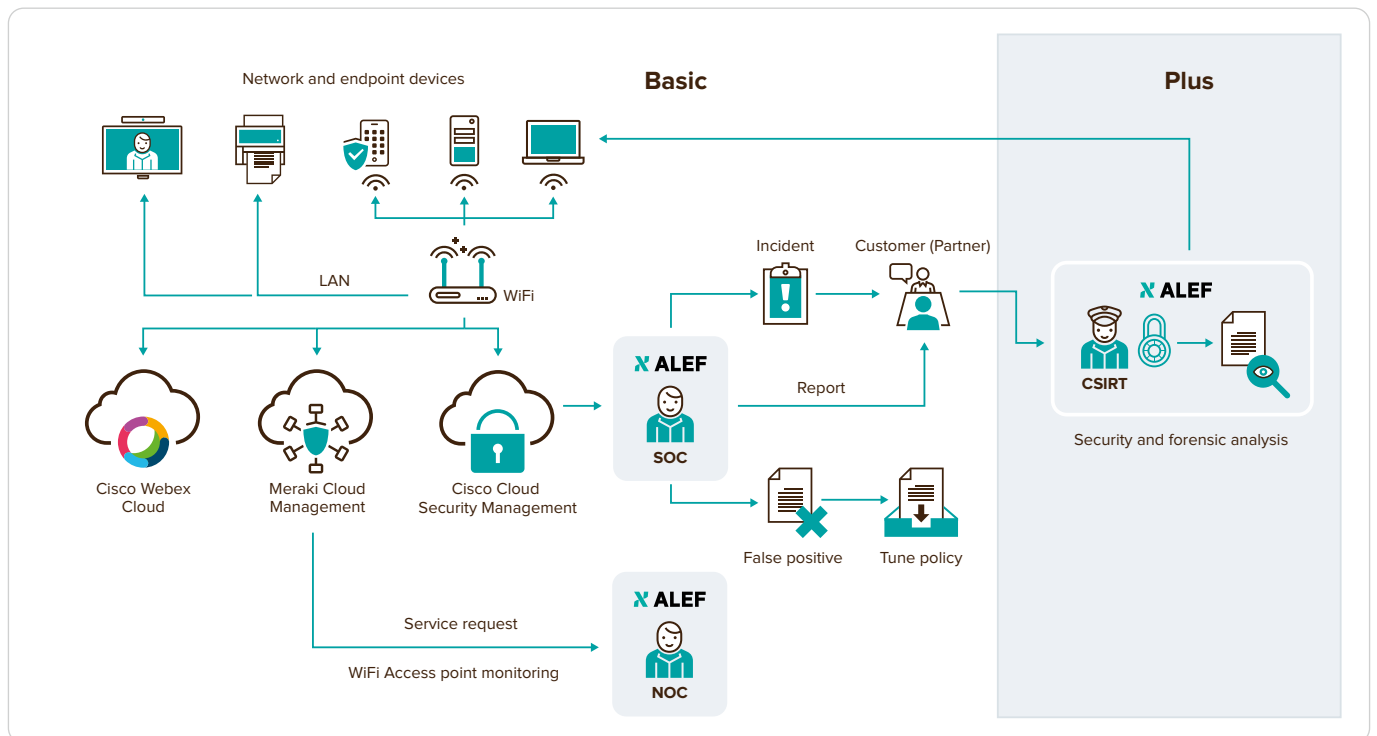 Network and endpoint devices
Basic
Plus
LAN
WiFi
Incident
Customer (Partner)
ALEF
CSIRT
Security and forensic analysis
ALEF
SOC
Report
Cisco Webex
Cloud
Meraki Cloud
Management
Cisco Cloud
Security Management
False positive
Tune policy
Service request
WiFi Access point monitoring
ALEF
NOC